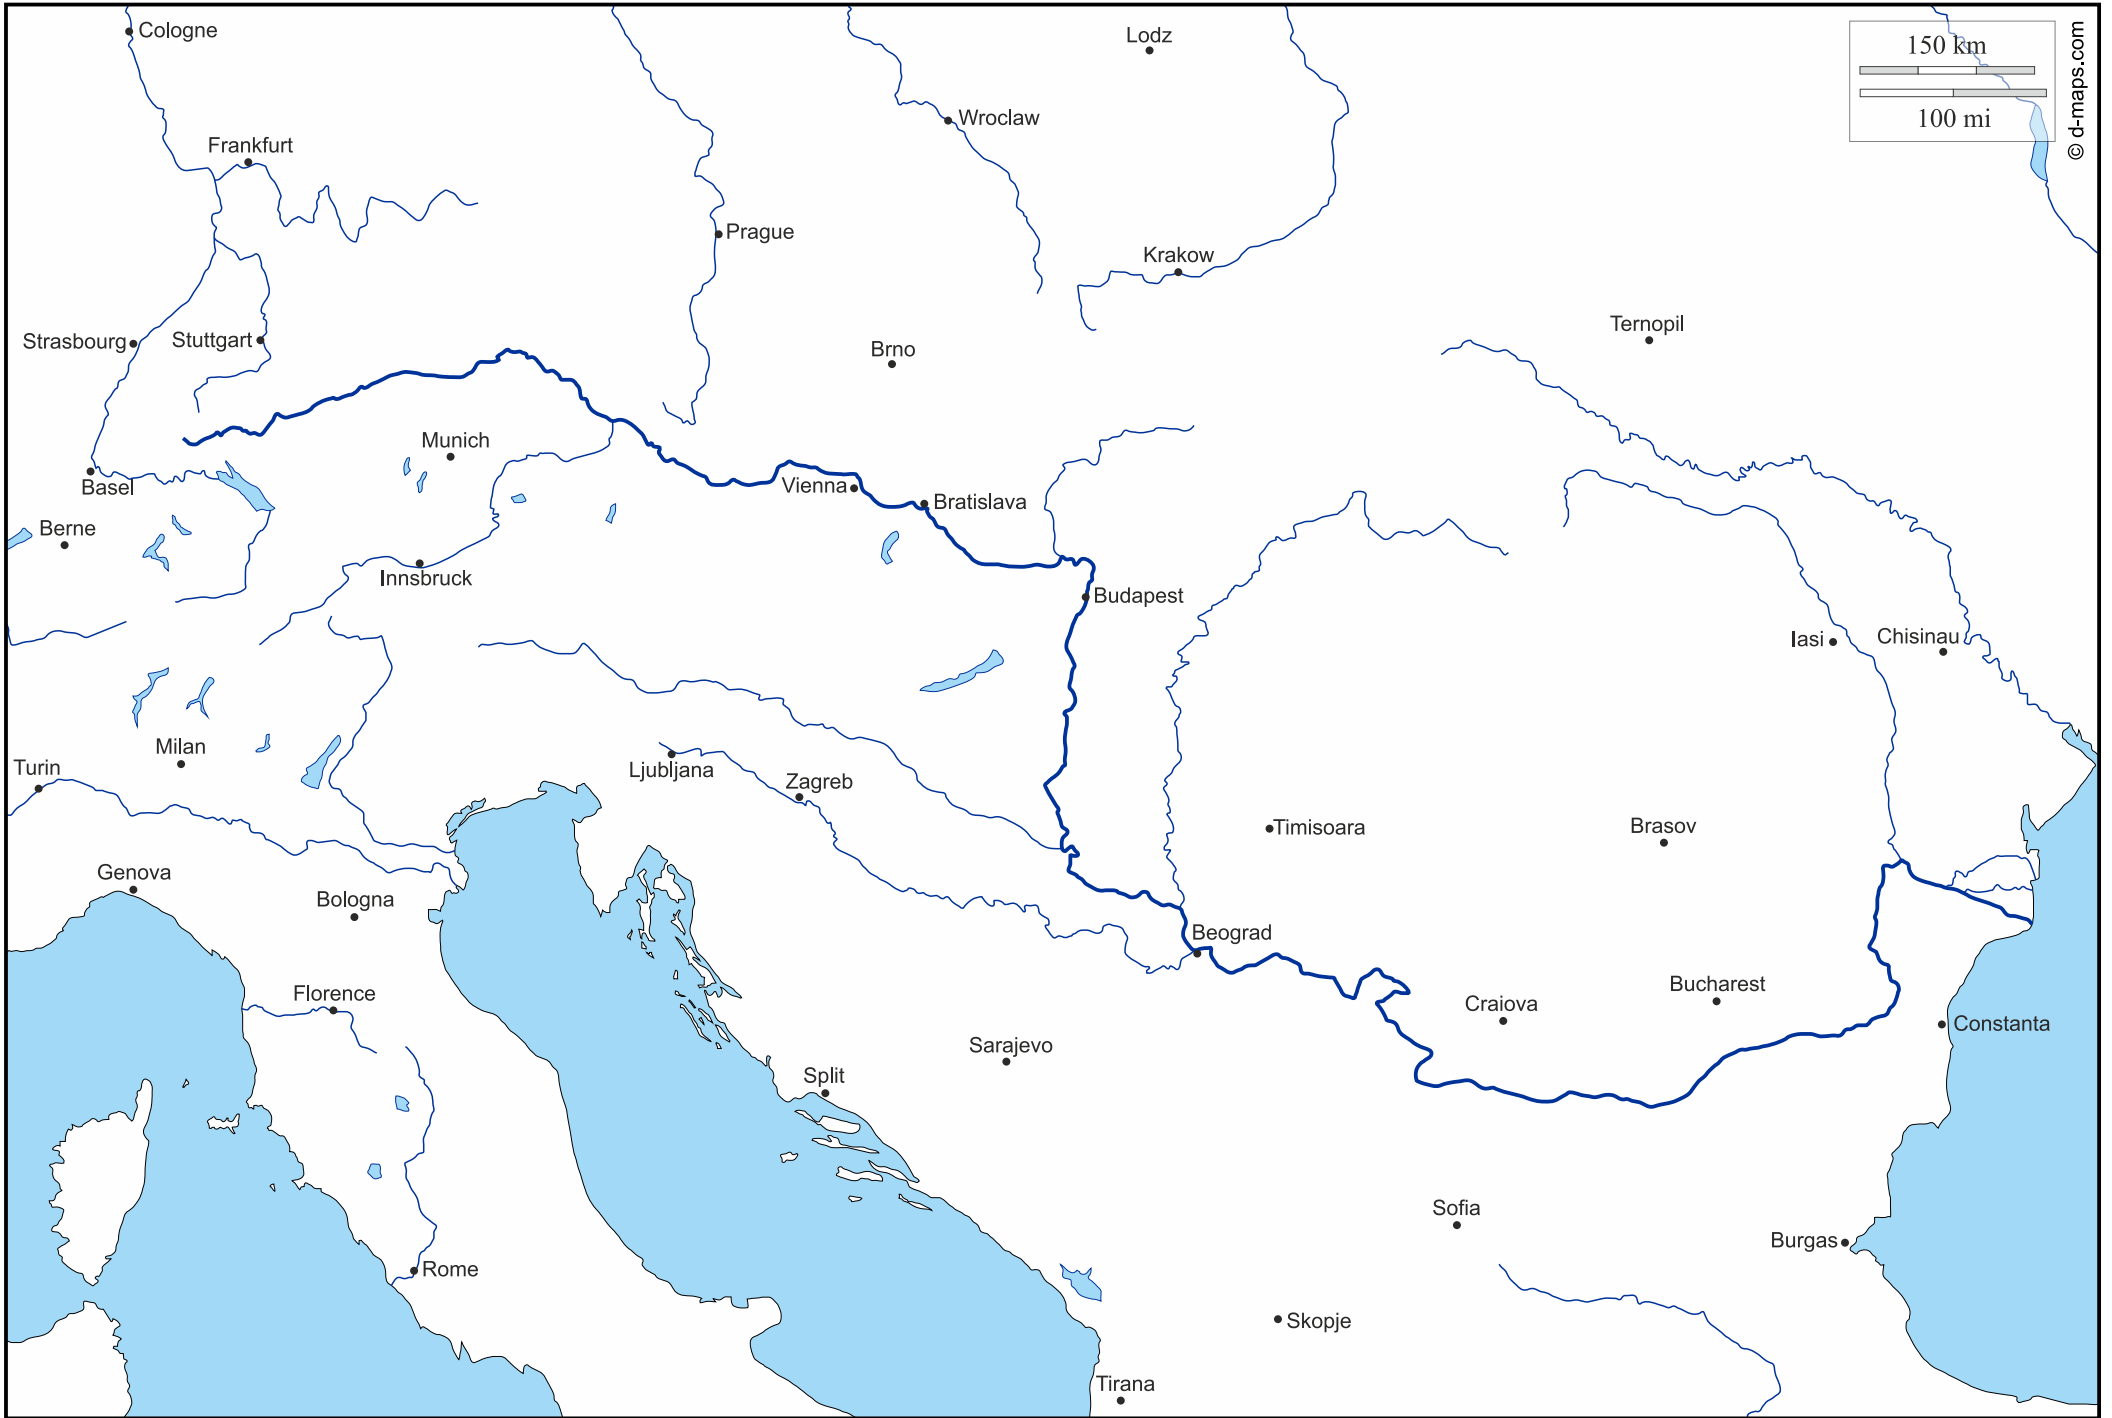 Cologne
Lodz
150 km
100 mi
© d-maps.com
Wroclaw
Frankfurt
Prague
Krakow
Strasbourg
Stuttgart
Ternopil
Brno
Munich
Basel
Vienna
Bratislava
Berne
Innsbruck
Budapest
Iasi
Chisinau
Milan
Turin
Ljubljana
Zagreb
Timisoara
Brasov
Genova
Bologna
Beograd
Florence
Craiova
Bucharest
Constanta
Sarajevo
Split
Sofia
Burgas
Rome
Skopje
Tirana